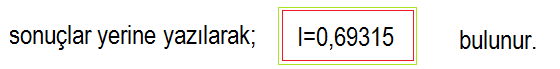 sonuçlar yerine yazılarak; I=0,69315 bulunur.